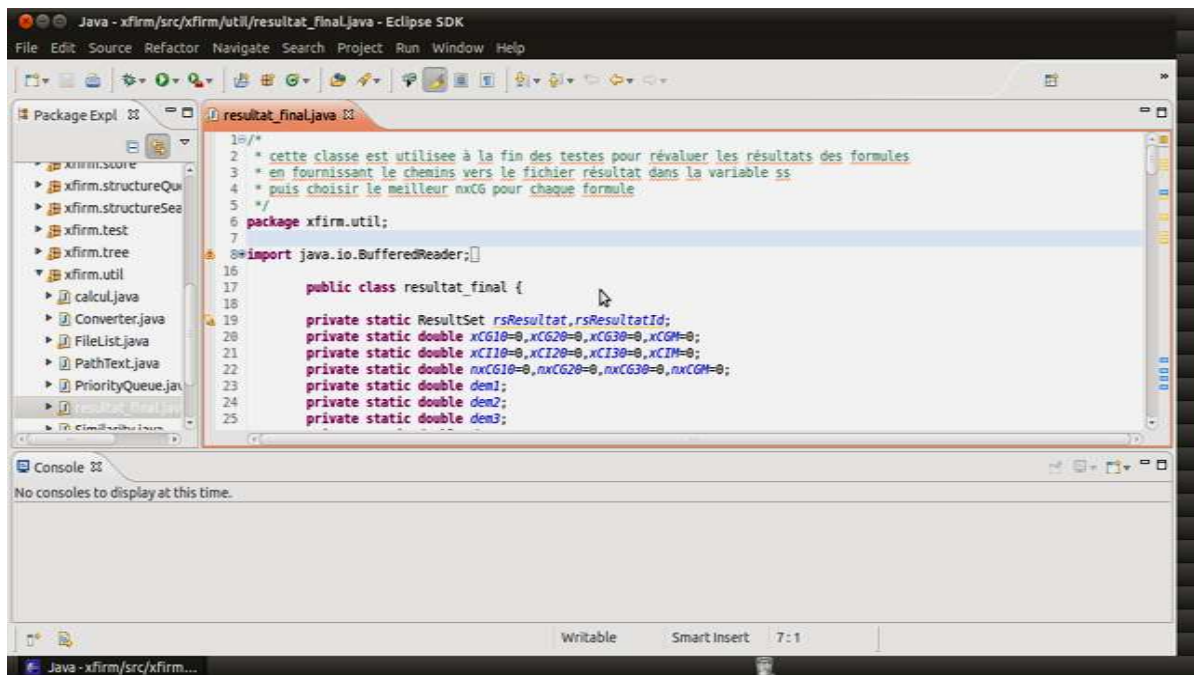 Java - xfirm/src/xfirm/util/resultat_final.java - Eclipse SDK
File Edit Source Refactor Navigate Search Project Run Window Help
Package Expl
resultat_final.java
xfirm.store
xfirm.structureQu
xfirm.structureSea
xfirm.test
xfirm.tree
xfirm.util
calcul.java
Converter.java
FileList.java
PathText.java
PriorityQueue.jav
resultat_final.jav
Similarity.java
1 /*
2 * cette classe est utilisee à la fin des testes pour révaluer les résultats des formules
3 * en fournissant le chemins vers le fichier résultat dans la variable ss
4 * puis choisir le meilleur nxCG pour chaque formule
5 */
6 package xfirm.util;
7
8 import java.io.BufferedReader;
16
17 public class resultat_final {
18
19 private static ResultSet rsResultat,rsResultatId;
20 private static double xCG10=0,xCG20=0,xCG30=0,xCGM=0;
21 private static double xCI10=0,xCI20=0,xCI30=0,xCIM=0;
22 private static double nxCG10=0,nxCG20=0,nxCG30=0,nxCGM=0;
23 private static double dem1;
24 private static double dem2;
25 private static double dem3;
Console
No consoles to display at this time.
Writable Smart Insert 7:1
Java - xfirm/src/xfirm...